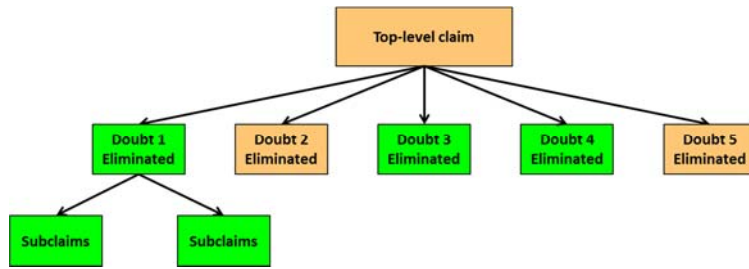 Top-level claim
Doubt 1
Eliminated
Doubt 2
Eliminated
Doubt 3
Eliminated
Doubt 4
Eliminated
Doubt 5
Eliminated
Subclaims
Subclaims